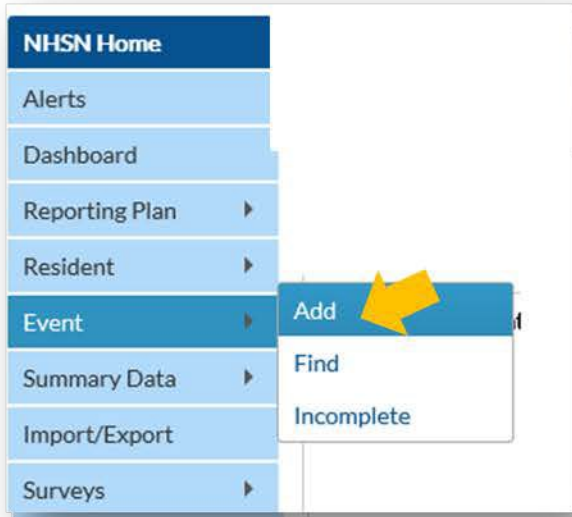 NHSN Home
Alerts
Dashboard
Reporting Plan
Resident
Event
Add
Find
Incomplete
Summary Data
Import/Export
Surveys